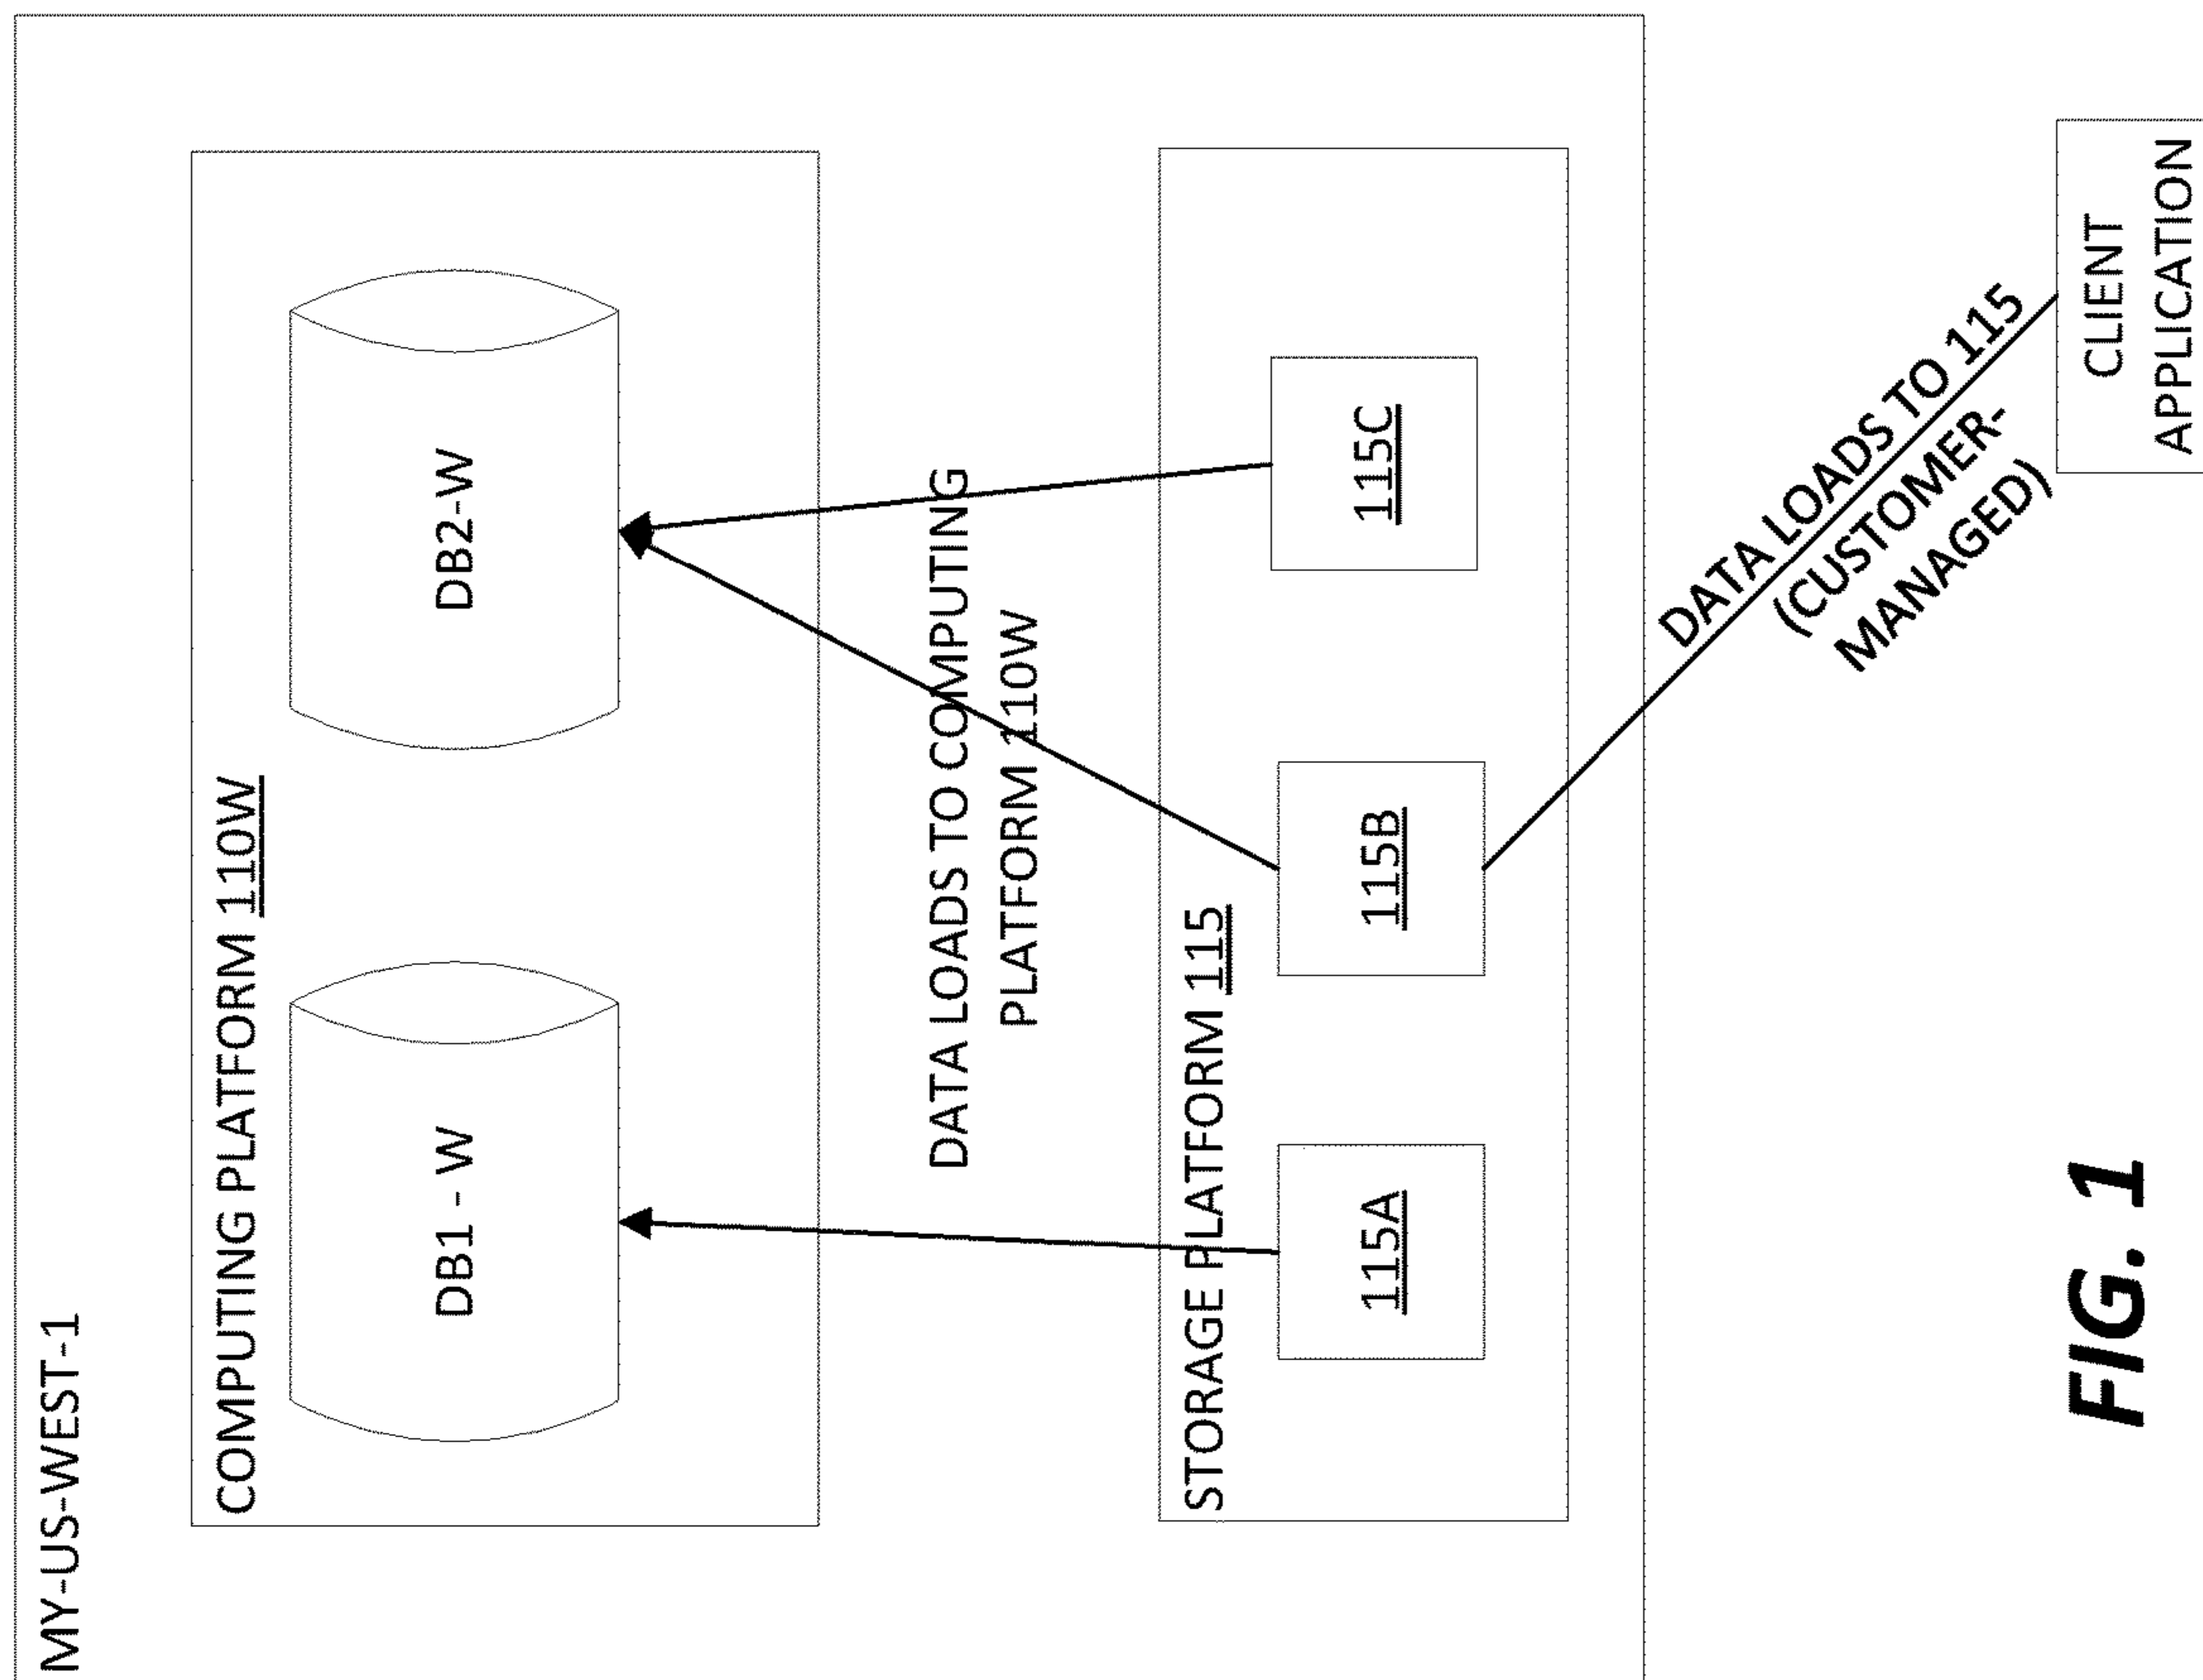 MY-US-WEST-1
COMPUTING PLATFORM 110W
DB1 - W
DB2-W
DATA LOADS TO COMPUTING
PLATFORM 110W
STORAGE PLATFORM 115
115A
115B
115C
DATA LOADS TO 115
(CUSTOMER-
MANAGED)
CLIENT
APPLICATION
FIG. 1